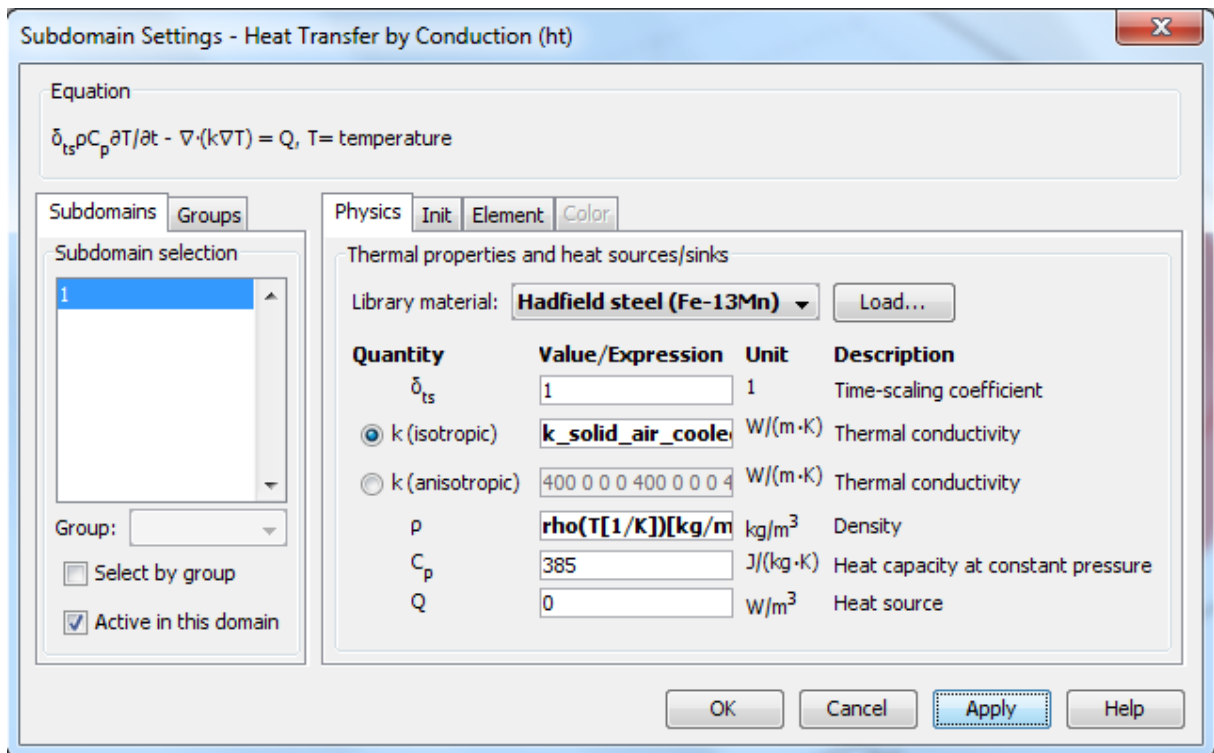 Subdomain Settings - Heat Transfer by Conduction (ht)
Equation
δtsρCp∂T/∂t - ∇·(k∇T) = Q, T= temperature
Subdomains Groups
Subdomain selection
1
Group:
Select by group
Active in this domain
Physics Init Element Color
Thermal properties and heat sources/sinks
Library material: Hadfield steel (Fe-13Mn) Load...
Quantity Value/Expression Unit Description
δts 1 1 Time-scaling coefficient
k (isotropic) k_solid_air_coole W/(m·K) Thermal conductivity
k (anisotropic) 400 0 0 0 400 0 0 0 4 W/(m·K) Thermal conductivity
ρ rho(T[1/K])[kg/m kg/m³ Density
Cp 385 J/(kg·K) Heat capacity at constant pressure
Q 0 W/m³ Heat source
OK Cancel Apply Help